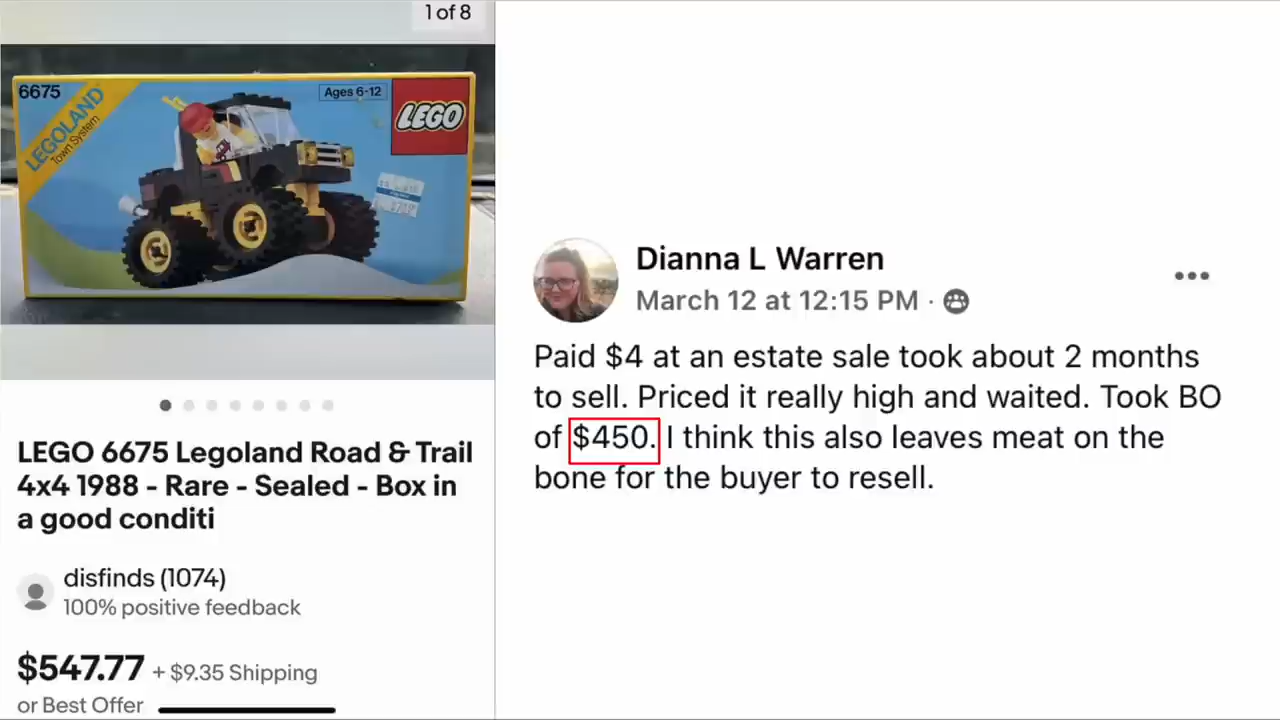 1 of 8
6675
LEGOLAND
Town System
Ages 6-12
LEGO
LEGO 6675 Legoland Road & Trail
4x4 1988 - Rare - Sealed - Box in
a good conditi
disfinds (1074)
100% positive feedback
$547.77 + $9.35 Shipping
or Best Offer
Dianna L Warren
March 12 at 12:15 PM ·
Paid $4 at an estate sale took about 2 months
to sell. Priced it really high and waited. Took BO
of $450. I think this also leaves meat on the
bone for the buyer to resell.